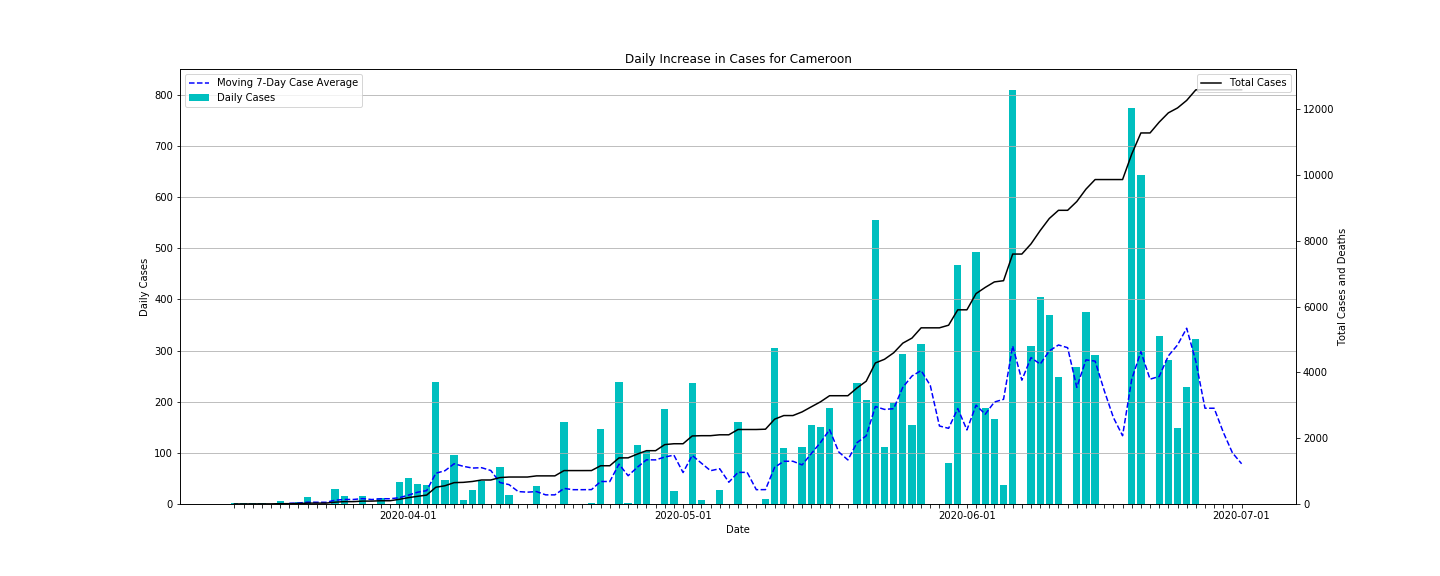 Daily Increase in Cases for Cameroon
Moving 7-Day Case Average
Daily Cases
Total Cases
800
700
600
500
400
300
200
100
0
Daily Cases
12000
10000
8000
6000
4000
2000
0
Total Cases and Deaths
2020-04-01
2020-05-01
2020-06-01
2020-07-01
Date